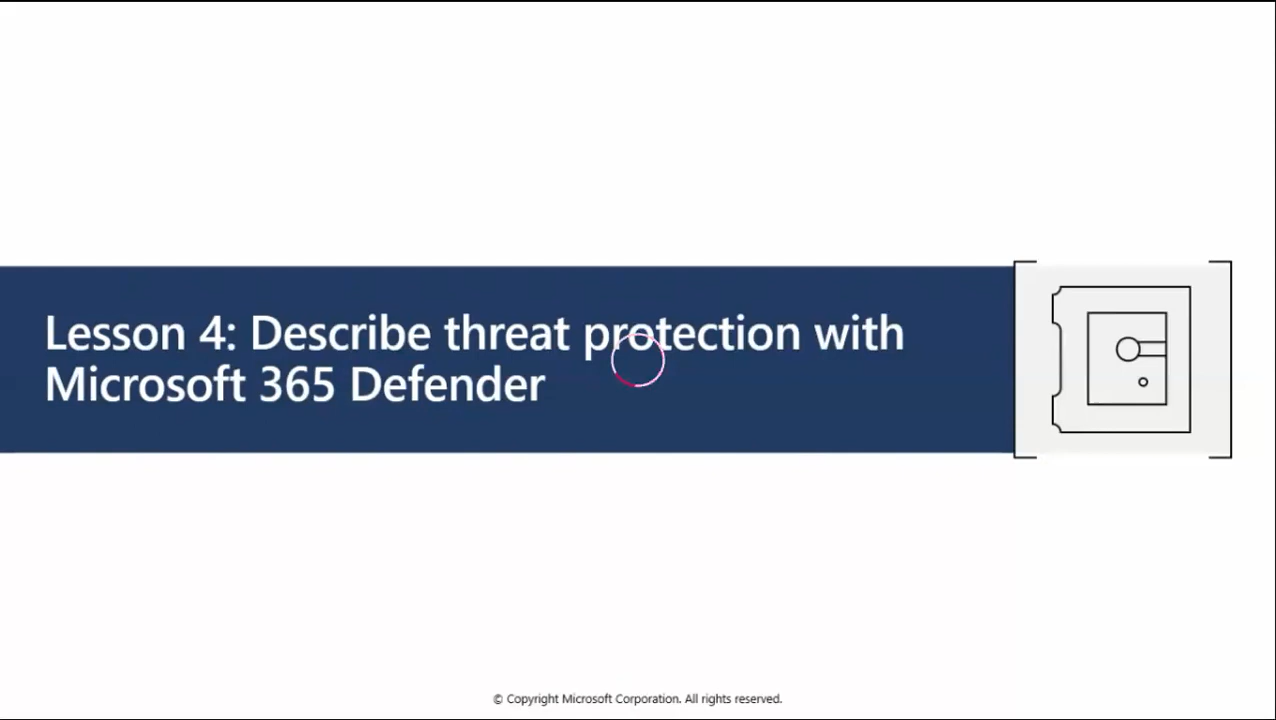 Lesson 4: Describe threat protection with
Microsoft 365 Defender
© Copyright Microsoft Corporation. All rights reserved.